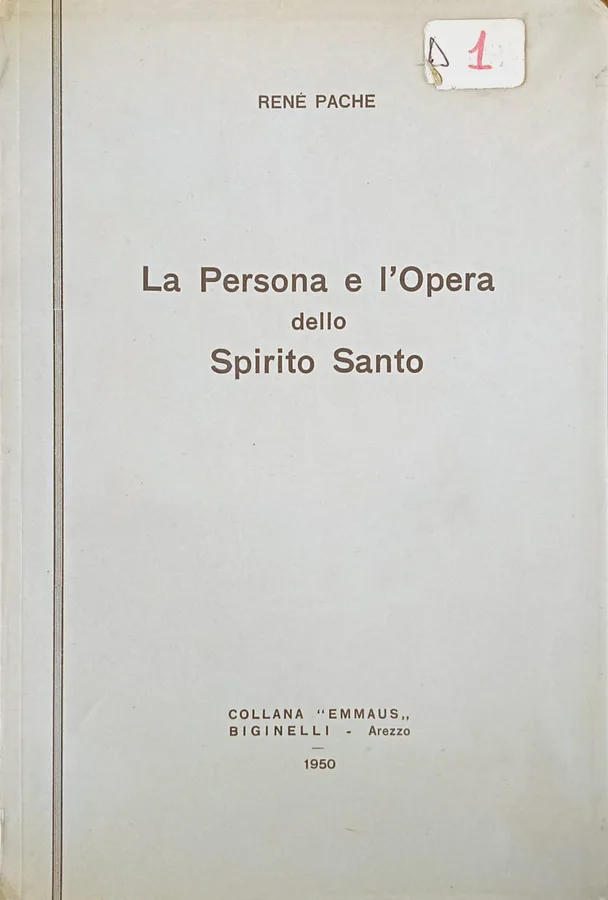 1
RENÉ PACHE
La Persona e l'Opera
dello
Spirito Santo
COLLANA "EMMAUS„
BIGINELLI - Arezzo
1950